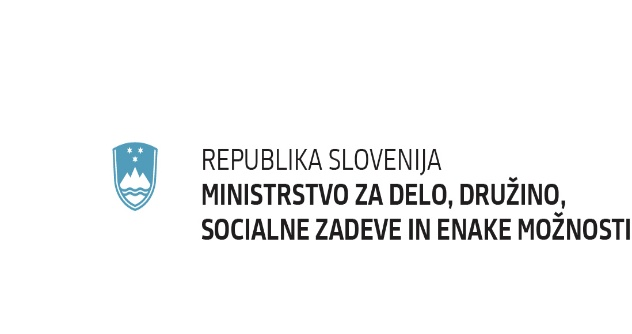 REPUBLIKA SLOVENIJA
MINISTRSTVO ZA DELO, DRUŽINO,
SOCIALNE ZADEVE IN ENAKE MOŽNOSTI